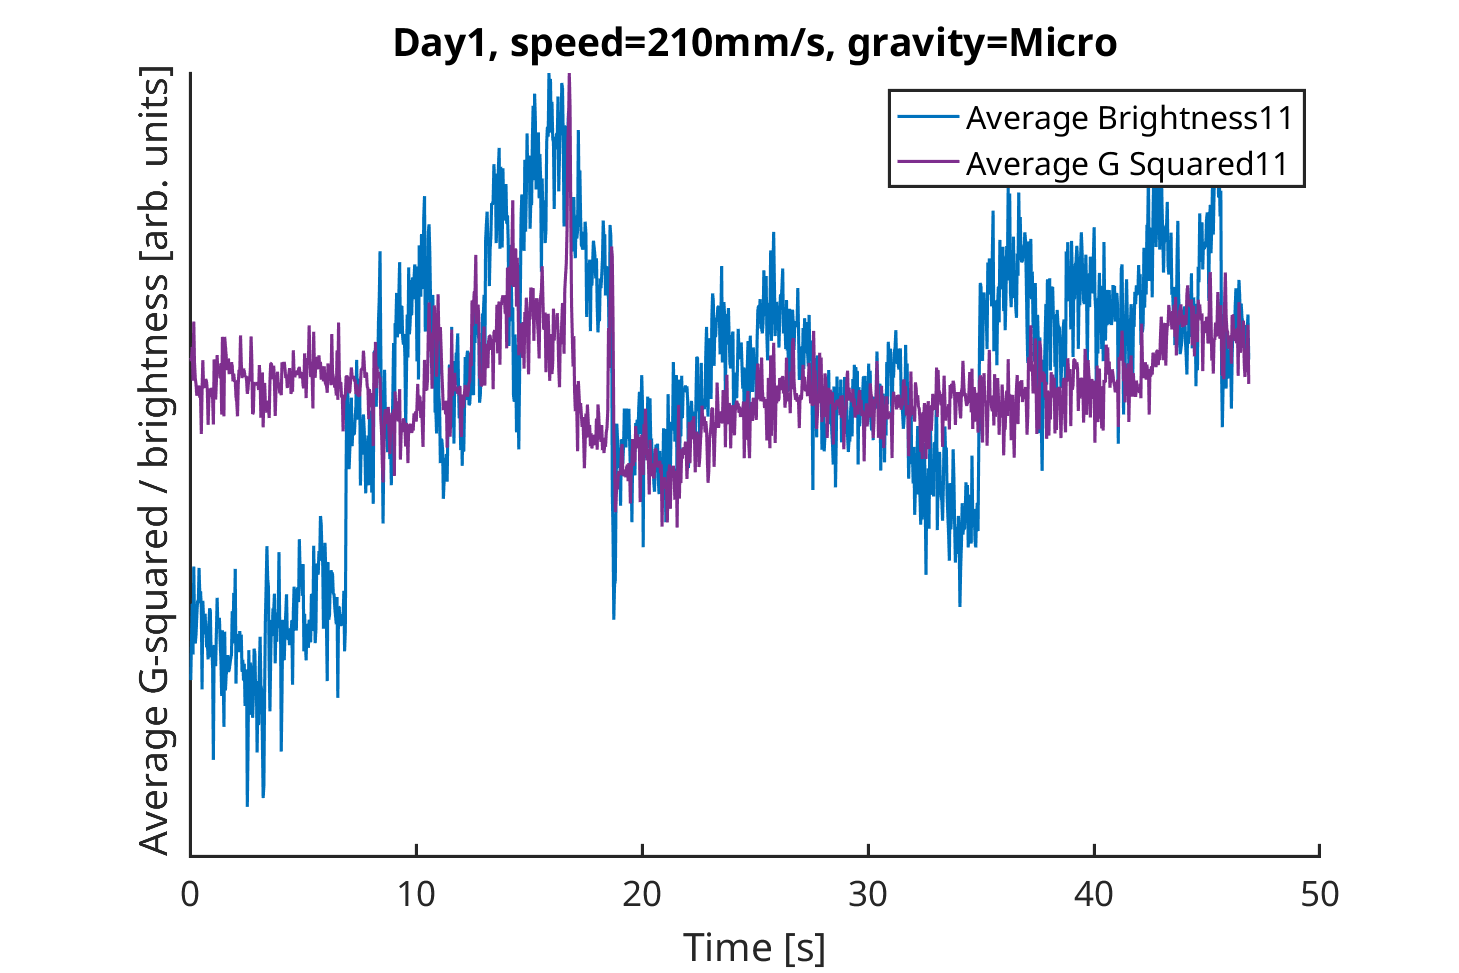 Day1, speed=210mm/s, gravity=Micro
Average G-squared / brightness [arb. units]
Average Brightness11
Average G Squared11
0 10 20 30 40 50
Time [s]